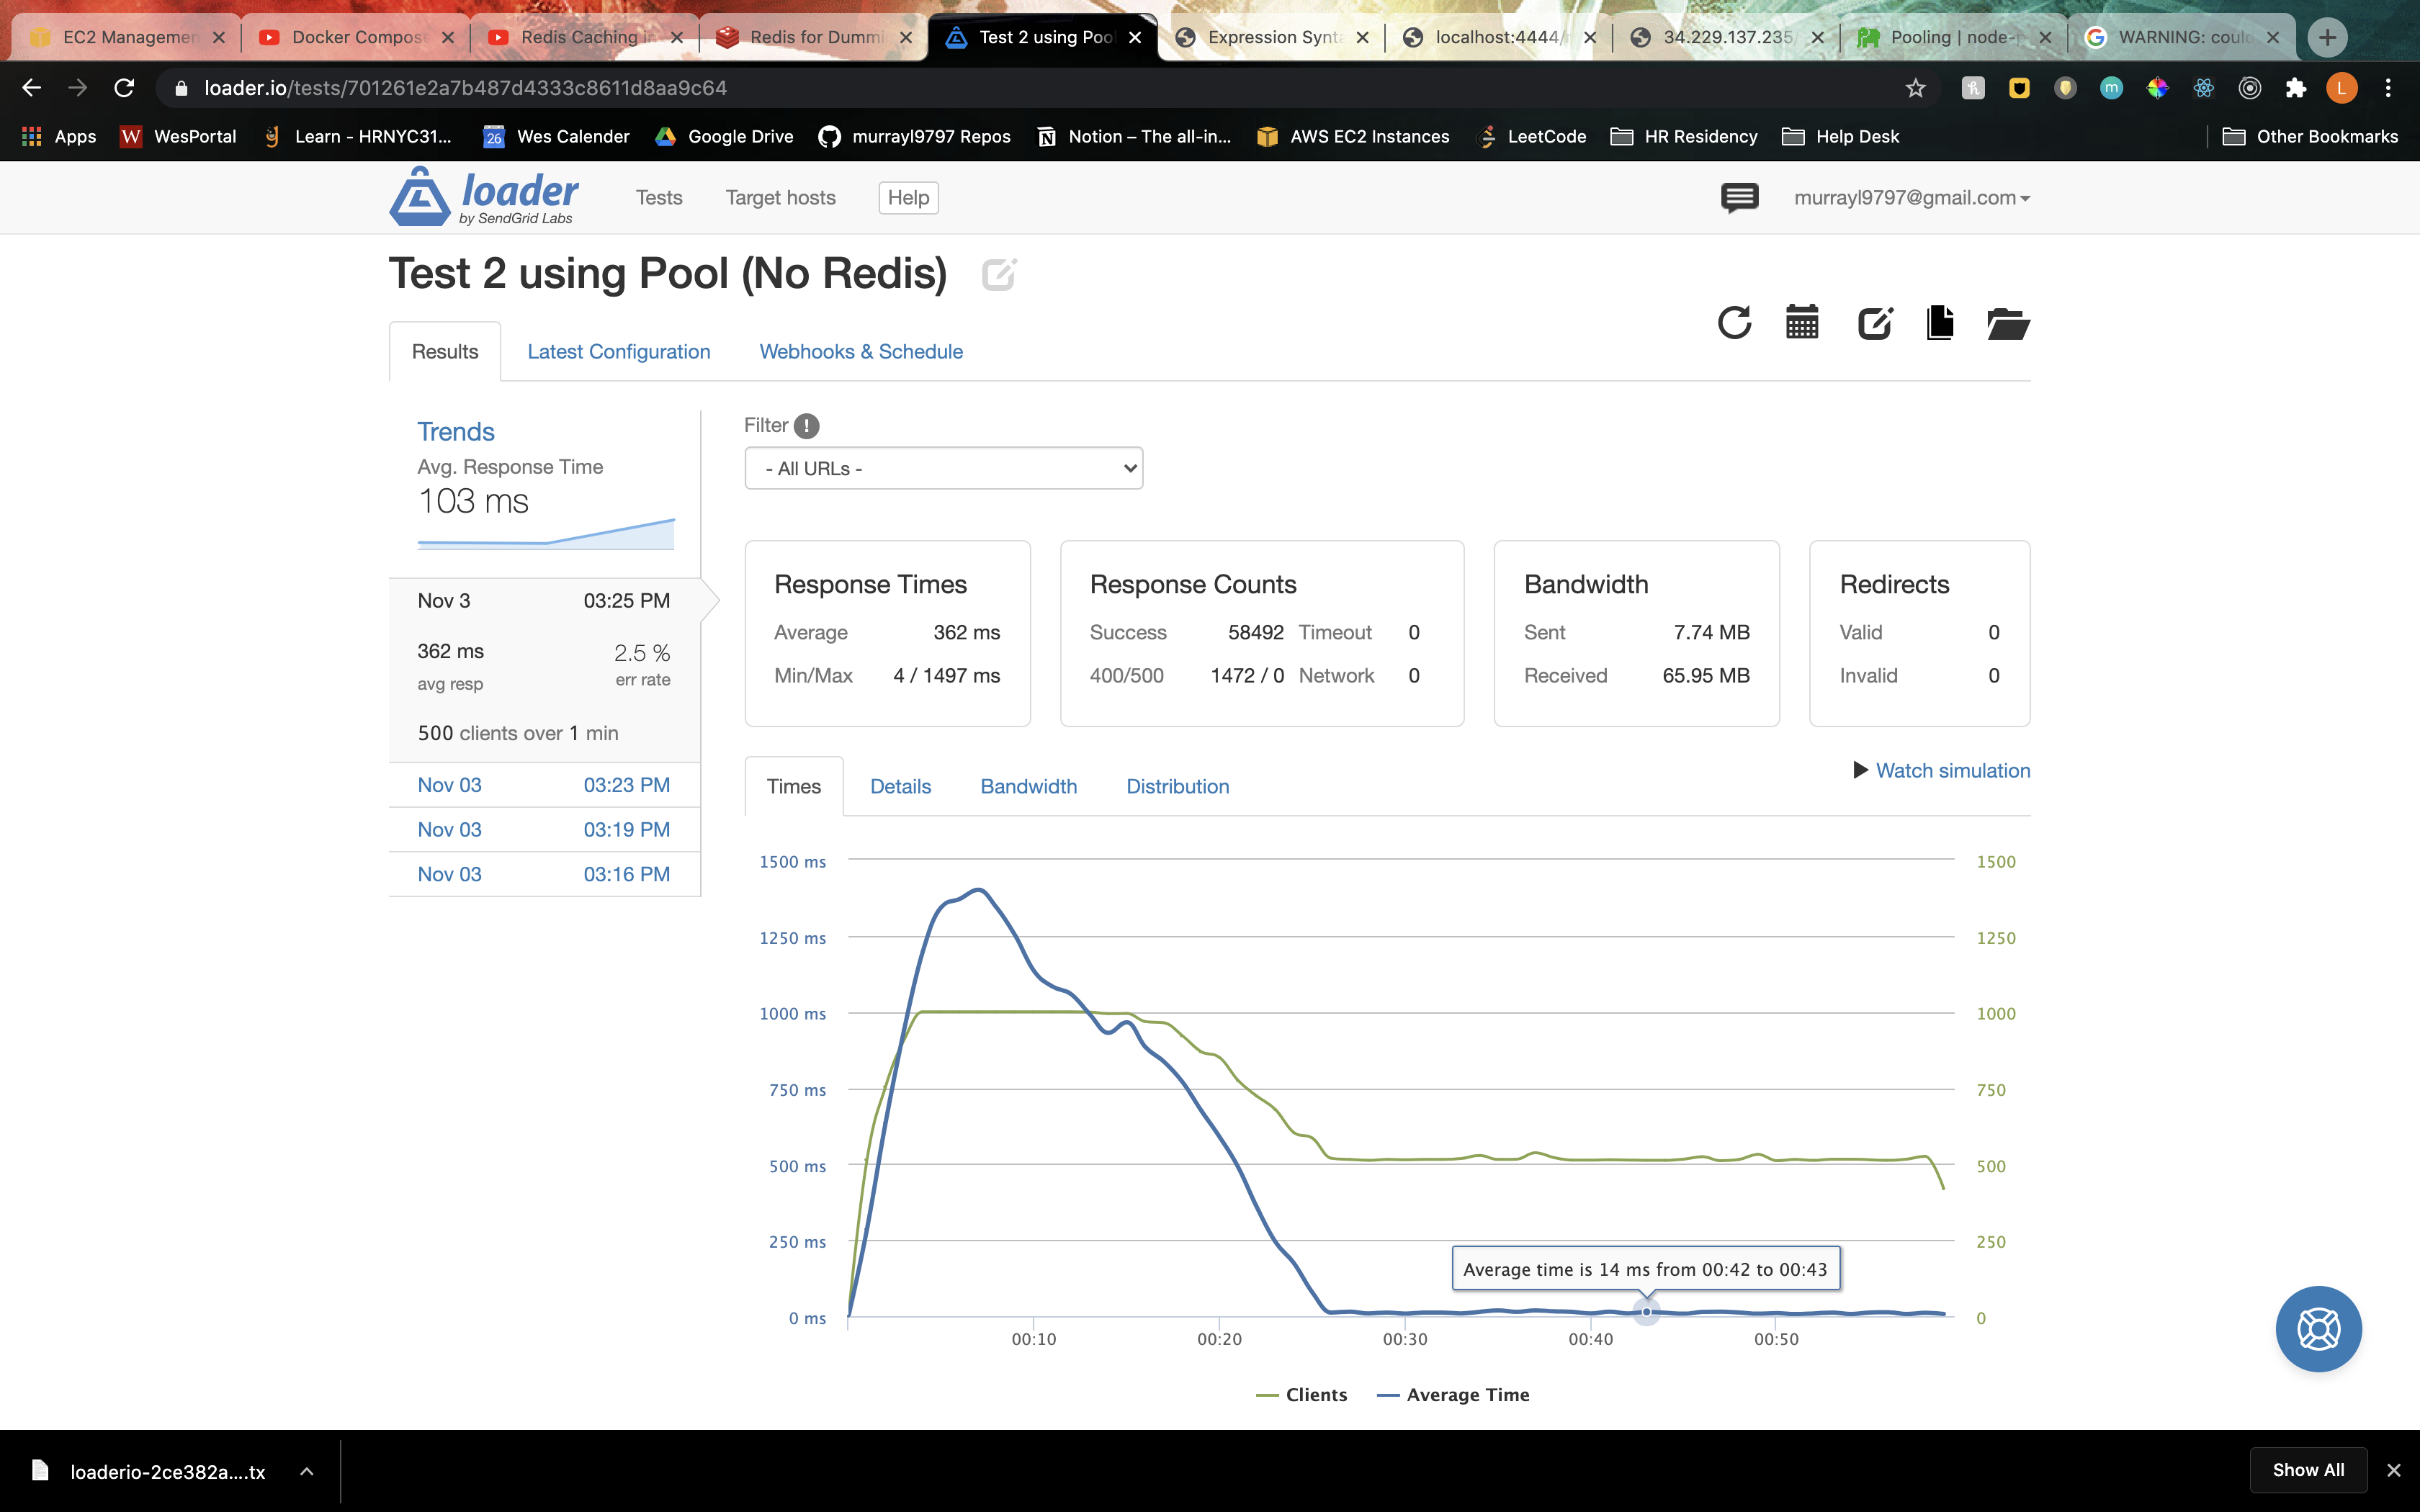 EC2 Managemen
Docker Compos
Redis Caching in
Redis for Dummi
Test 2 using Pool
Expression Synta
localhost:4444/
34.229.137.235
Pooling | node-p
WARNING: could
loader.io/tests/701261e2a7b487d4333c8611d8aa9c64
L
Apps
WesPortal
Learn - HRNYC31...
26
Wes Calender
Google Drive
murrayl9797 Repos
Notion – The all-in...
AWS EC2 Instances
LeetCode
HR Residency
Help Desk
Other Bookmarks
loader
by SendGrid Labs
Tests
Target hosts
Help
murrayl9797@gmail.com
Test 2 using Pool (No Redis)
Results
Latest Configuration
Webhooks & Schedule
Trends
Avg. Response Time
103 ms
Nov 3 03:25 PM
362 ms 2.5 %
avg resp err rate
500 clients over 1 min
Nov 03 03:23 PM
Nov 03 03:19 PM
Nov 03 03:16 PM
Filter !
- All URLs -
Response Times
Average 362 ms
Min/Max 4 / 1497 ms
Response Counts
Success 58492 Timeout 0
400/500 1472 / 0 Network 0
Bandwidth
Sent 7.74 MB
Received 65.95 MB
Redirects
Valid 0
Invalid 0
Times
Details
Bandwidth
Distribution
Watch simulation
1500 ms 1500
1250 ms 1250
1000 ms 1000
750 ms 750
500 ms 500
250 ms 250
Average time is 14 ms from 00:42 to 00:43
0 ms 0
00:10 00:20 00:30 00:40 00:50
Clients Average Time
loaderio-2ce382a....tx
Show All